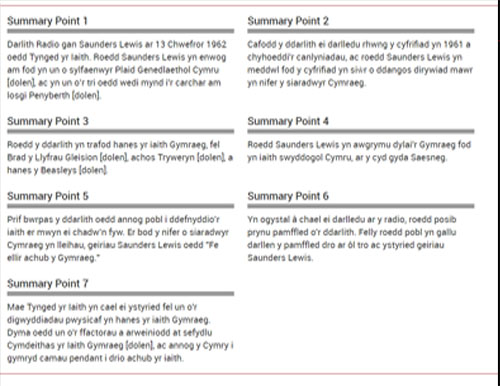 Summary Point 1
Darlith Radio gan Saunders Lewis ar 13 Chwefror 1962
oedd Tynged yr Iaith. Roedd Saunders Lewis yn enwog
am fod yn un o sylfaenwyr Plaid Genedlaethol Cymru
[dolen], ac yn un o'r tri oedd wedi mynd i'r carchar am
losgi Penyberth [dolen].
Summary Point 2
Cafodd y ddarlith ei darlledu rhwng y cyfrifiad yn 1961 a
chyhoeddi'r canlyniadau, ac roedd Saunders Lewis yn
meddwl fod y cyfrifiad yn siŵr o ddangos dirywiad mawr
yn nifer y siaradwyr Cymraeg.
Summary Point 3
Roedd y ddarlith yn trafod hanes yr iaith Gymraeg, fel
Brad y Llyfrau Gleision [dolen], achos Tryweryn [dolen], a
hanes y Beasleys [dolen].
Summary Point 4
Roedd Saunders Lewis yn awgrymu dylai'r Gymraeg fod
yn iaith swyddogol Cymru, ar y cyd gyda Saesneg.
Summary Point 5
Prif bwrpas y ddarlith oedd annog pobl i ddefnyddio'r
iaith er mwyn ei chadw'n fyw. Er bod y nifer o siaradwyr
Cymraeg yn lleihau, geiriau Saunders Lewis oedd "Fe
ellir achub y Gymraeg."
Summary Point 6
Yn ogystal â chael ei darlledu ar y radio, roedd posib
prynu pamffled o'r ddarlith. Felly roedd pobl yn gallu
darllen y pamffled dro ar ôl tro ac ystyried geiriau
Saunders Lewis.
Summary Point 7
Mae Tynged yr Iaith yn cael ei ystyried fel un o'r
digwyddiadau pwysicaf yn hanes yr iaith Gymraeg.
Dyma oedd un o'r ffactorau a arweiniodd at sefydlu
Cymdeithas yr Iaith Gymraeg [dolen], ac annog y Cymry i
gymryd camau pendant i drio achub yr iaith.